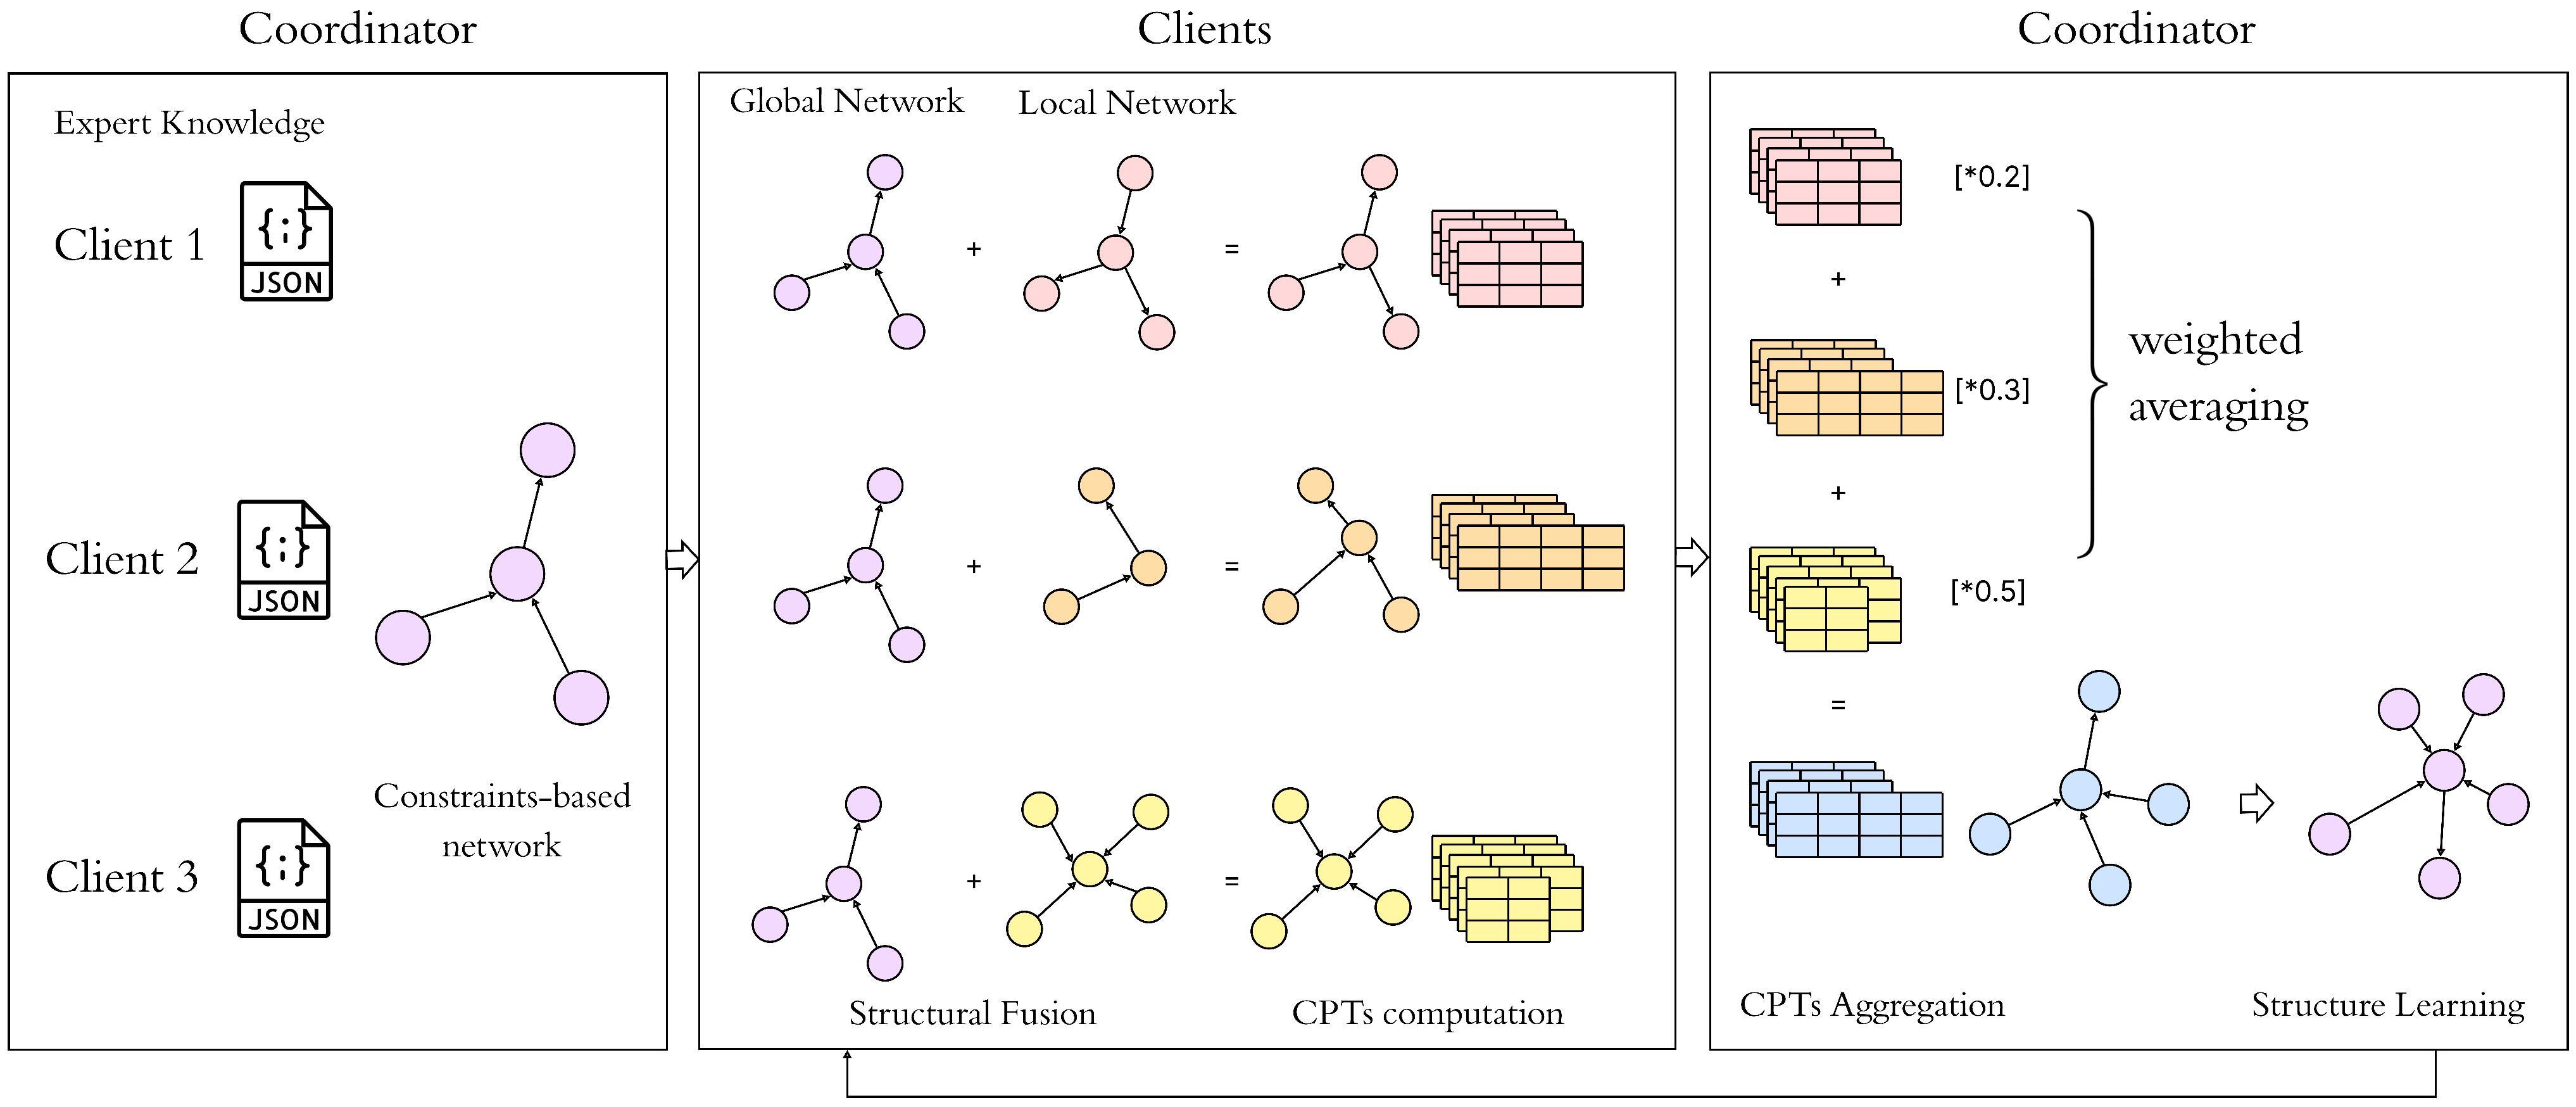 Coordinator
Expert Knowledge
Client 1
{;}
JSON
Client 2
{;}
JSON
Constraints-based
network
Client 3
{;}
JSON
Clients
Global Network
Local Network
+
=
+
=
+
=
Structural Fusion
CPTs computation
Coordinator
[*0.2]
+
[*0.3]
weighted
averaging
+
[*0.5]
=
CPTs Aggregation
Structure Learning